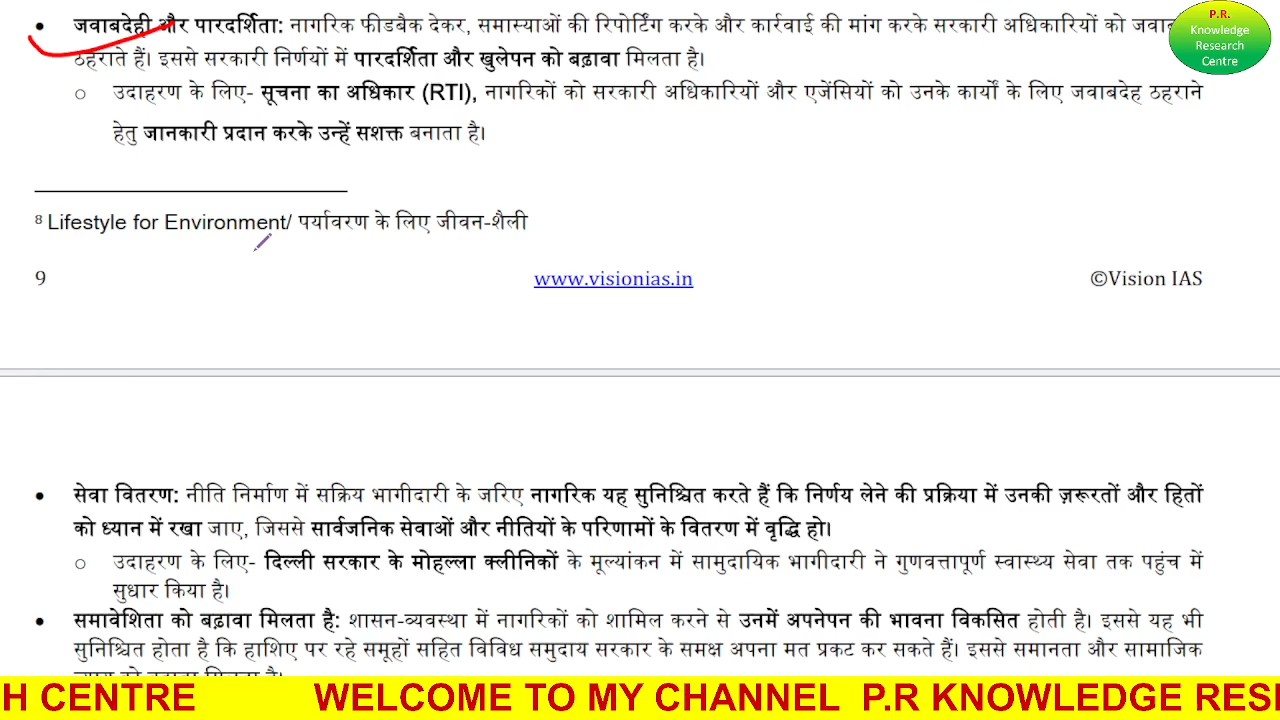 • जवाबदेही और पारदर्शिता: नागरिक फीडबैक देकर, समास्याओं की रिपोर्टिंग करके और कार्रवाई की मांग करके सरकारी अधिकारियों को
ठहराते हैं। इससे सरकारी निर्णयों में पारदर्शिता और खुलेपन को बढ़ावा मिलता है।
○ उदाहरण के लिए- सूचना का अधिकार (RTI), नागरिकों को सरकारी अधिकारियों और एजेंसियों को उनके कार्यों के लिए जवाबदेह ठहराने
हेतु जानकारी प्रदान करके उन्हें सशक्त बनाता है।
P.R.
Knowledge
Research
Centre
8 Lifestyle for Environment/ पर्यावरण के लिए जीवन-शैली
9 www.visionias.in ©Vision IAS
• सेवा वितरण: नीति निर्माण में सक्रिय भागीदारी के जरिए नागरिक यह सुनिश्चित करते हैं कि निर्णय लेने की प्रक्रिया में उनकी ज़रूरतों और हितों
को ध्यान में रखा जाए, जिससे सार्वजनिक सेवाओं और नीतियों के परिणामों के वितरण में वृद्धि हो।
○ उदाहरण के लिए- दिल्ली सरकार के मोहल्ला क्लीनिकों के मूल्यांकन में सामुदायिक भागीदारी ने गुणवत्तापूर्ण स्वास्थ्य सेवा तक पहुंच में
सुधार किया है।
• समावेशिता को बढ़ावा मिलता है: शासन-व्यवस्था में नागरिकों को शामिल करने से उनमें अपनेपन की भावना विकसित होती है। इससे यह भी
सुनिश्चित होता है कि हाशिए पर रहे समूहों सहित विविध समुदाय सरकार के समक्ष अपना मत प्रकट कर सकते हैं। इससे समानता और सामाजिक
H CENTRE WELCOME TO MY CHANNEL P.R KNOWLEDGE RES